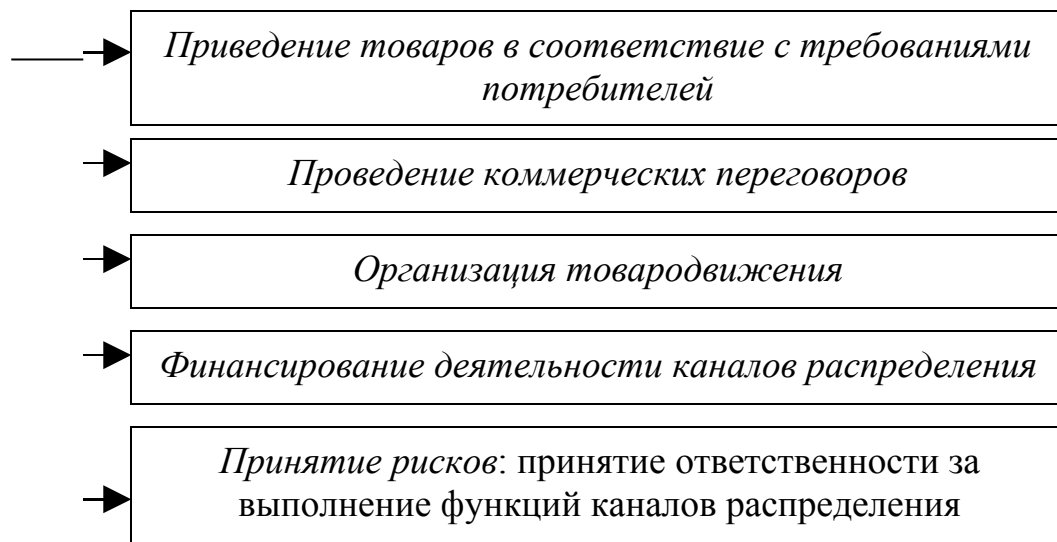 Приведение товаров в соответствие с требованиями
потребителей
Проведение коммерческих переговоров
Организация товародвижения
Финансирование деятельности каналов распределения
Принятие рисков: принятие ответственности за
выполнение функций каналов распределения